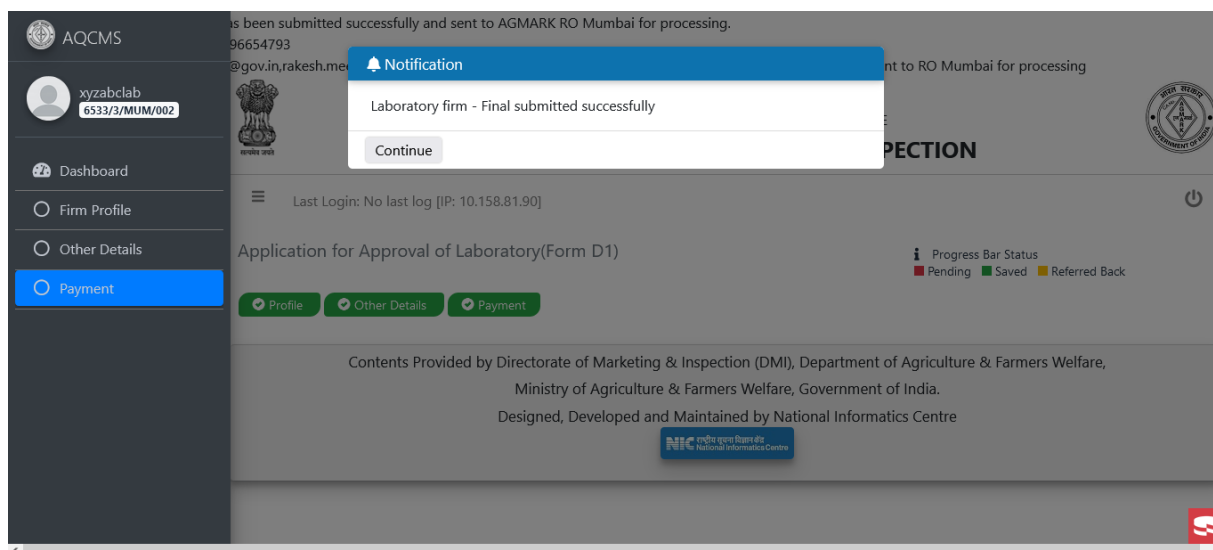 AQCMS
xyzabclab
6533/3/MUM/002
Dashboard
Firm Profile
Other Details
Payment
s been submitted successfully and sent to AGMARK RO Mumbai for processing.
96654793
@gov.in,rakesh.me
nt to RO Mumbai for processing
Notification
Laboratory firm - Final submitted successfully
Continue
सत्यमेव जयते
PECTION
Last Login: No last log [IP: 10.158.81.90]
Application for Approval of Laboratory(Form D1)
Progress Bar Status
Pending Saved Referred Back
Profile Other Details Payment
Contents Provided by Directorate of Marketing & Inspection (DMI), Department of Agriculture & Farmers Welfare,
Ministry of Agriculture & Farmers Welfare, Government of India.
Designed, Developed and Maintained by National Informatics Centre
NIC राष्ट्रीय सूचना विज्ञान केंद्र
National Informatics Centre